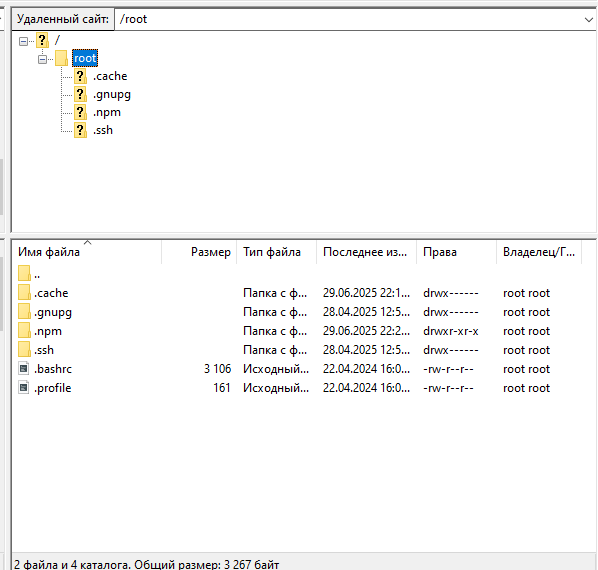 Удаленный сайт: /root
/
root
.cache
.gnupg
.npm
.ssh
Имя файла Размер Тип файла Последнее из... Права Владелец/Г...
..
.cache Папка с ф... 29.06.2025 22:1... drwx------ root root
.gnupg Папка с ф... 28.04.2025 12:5... drwx------ root root
.npm Папка с ф... 29.06.2025 22:2... drwxr-xr-x root root
.ssh Папка с ф... 28.04.2025 12:5... drwx------ root root
.bashrc 3 106 Исходный... 22.04.2024 16:0... -rw-r--r-- root root
.profile 161 Исходный... 22.04.2024 16:0... -rw-r--r-- root root
2 файла и 4 каталога. Общий размер: 3 267 байт